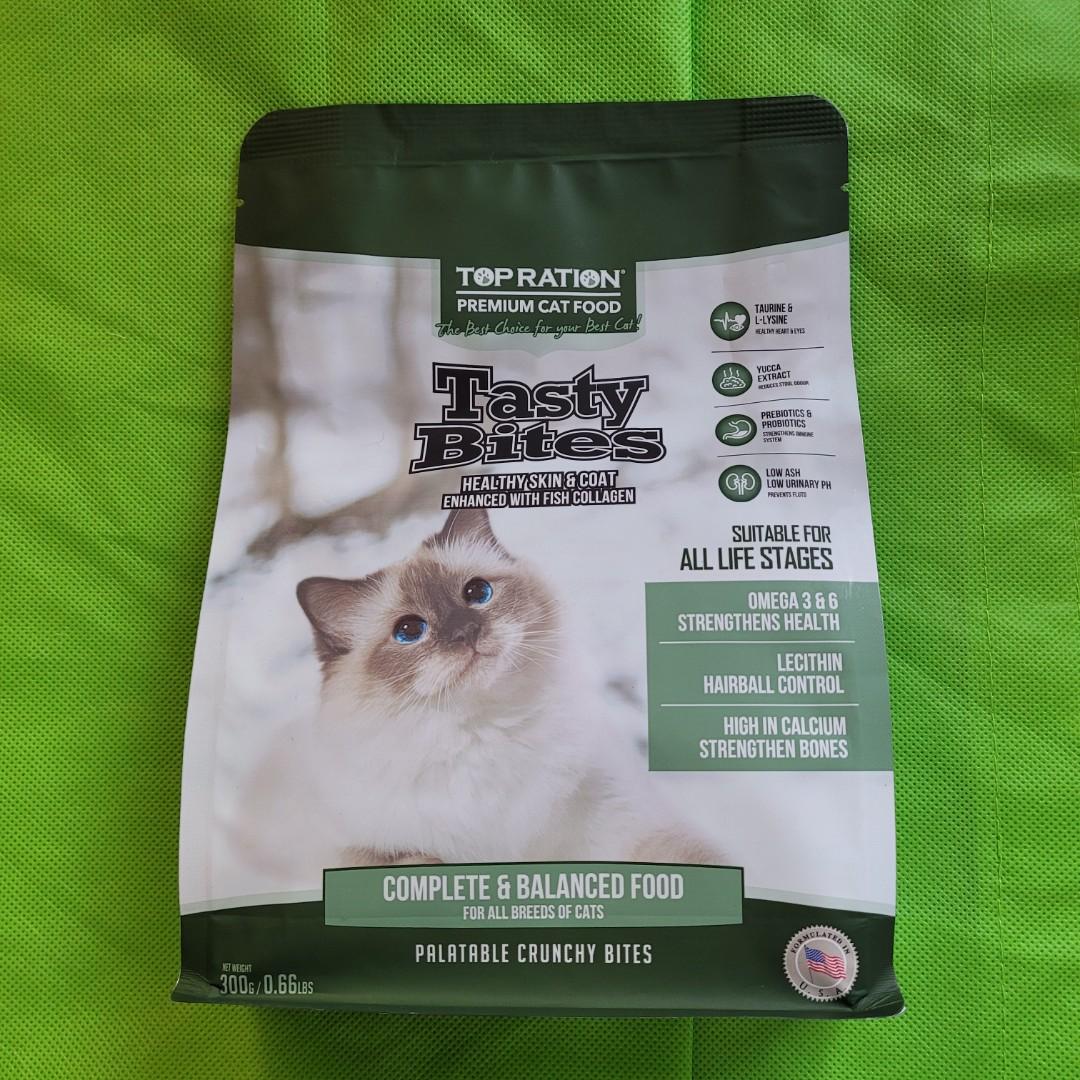 TOP RATION®
PREMIUM CAT FOOD
The Best Choice for your Best Cat!
Tasty
Bites
HEALTHY SKIN & COAT
ENHANCED WITH FISH COLLAGEN
TAURINE &
L-LYSINE
HEALTHY HEART & EYES
YUCCA
EXTRACT
REDUCES STOOL ODOUR
PREBIOTICS &
PROBIOTICS
STRENGTHENS IMMUNE
SYSTEM
LOW ASH
LOW URINARY PH
PREVENTS FLUTD
SUITABLE FOR
ALL LIFE STAGES
OMEGA 3 & 6
STRENGTHENS HEALTH
LECITHIN
HAIRBALL CONTROL
HIGH IN CALCIUM
STRENGTHEN BONES
COMPLETE & BALANCED FOOD
FOR ALL BREEDS OF CATS
PALATABLE CRUNCHY BITES
NET WEIGHT
300G / 0.66LBS
FORMULATED IN
U.S.A